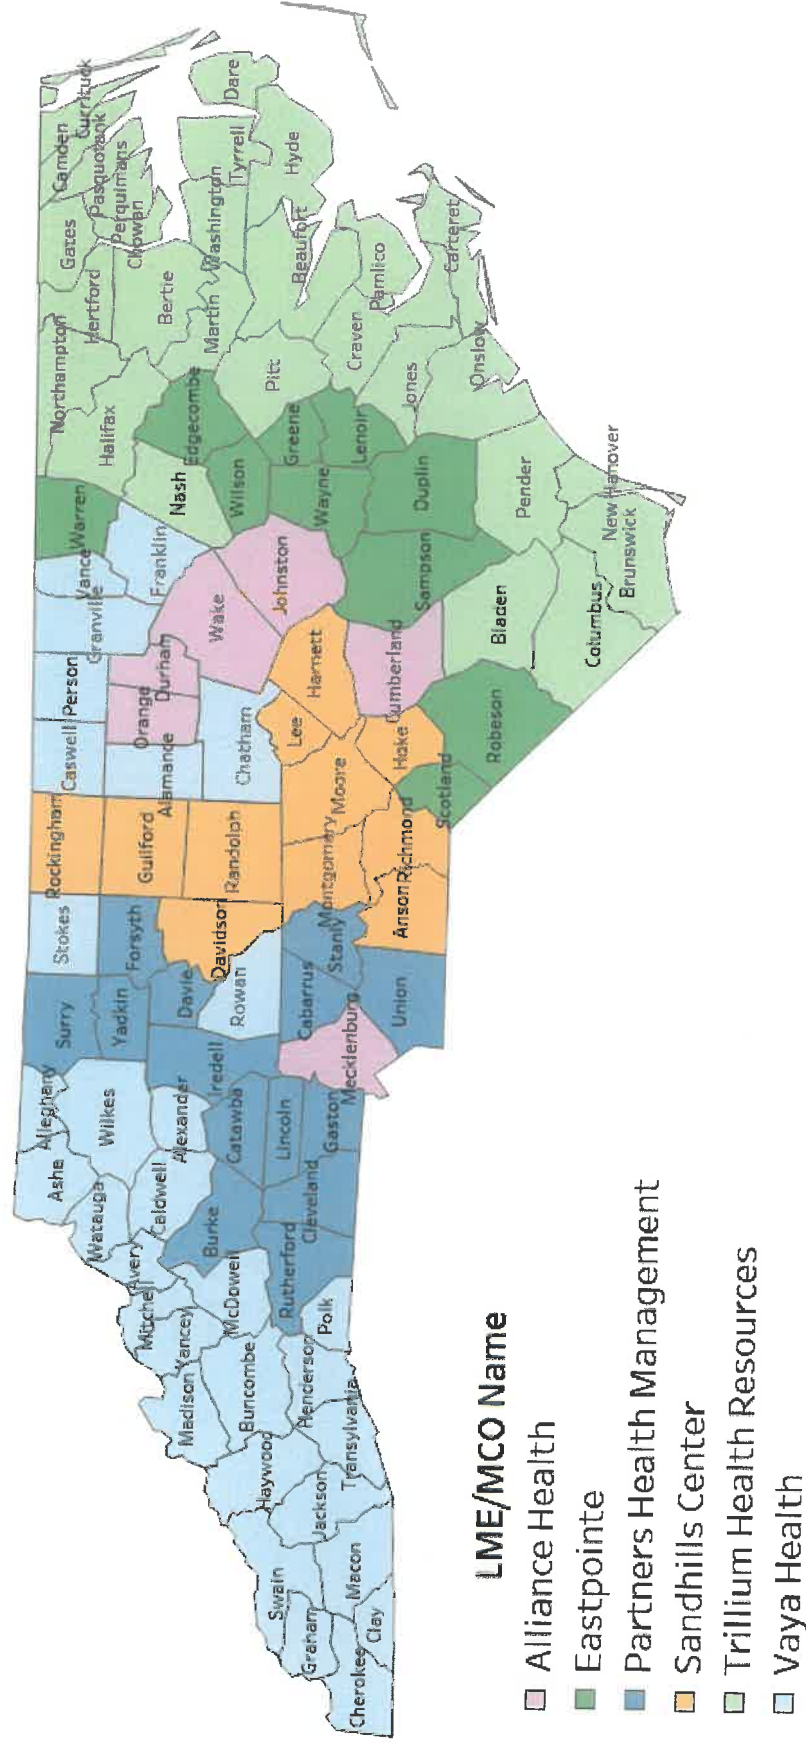 Cherokee
Graham
Swain
Clay
Macon
Jackson
Haywood
Transylvania
Madison
Buncombe
Henderson
Yancey
Mitchell
Avery
McDowell
Polk
Rutherford
Burke
Cleveland
Watauga
Ashe
Caldwell
Alleghany
Wilkes
Alexander
Catawba
Lincoln
Gaston
Iredell
Mecklenburg
Surry
Yadkin
Davie
Rowan
Cabarrus
Stanly
Union
Stokes
Forsyth
Davidson
Rockingham
Guilford
Randolph
Montgomery
Anson
Richmond
Moore
Scotland
Hoke
Lee
Harnett
Caswell
Alamance
Chatham
Person
Orange
Durham
Granville
Vance
Warren
Franklin
Wake
Johnston
Cumberland
Sampson
Robeson
Bladen
Columbus
Brunswick
New Hanover
Pender
Duplin
Wayne
Wilson
Nash
Edgecombe
Greene
Lenoir
Halifax
Northampton
Hertford
Bertie
Martin
Pitt
Craven
Jones
Onslow
Carteret
Pamlico
Beaufort
Washington
Tyrrell
Hyde
Dare
Gates
Chowan
Perquimans
Pasquotank
Camden
Currituck
LME/MCO Name
Alliance Health
Eastpointe
Partners Health Management
Sandhills Center
Trillium Health Resources
Vaya Health